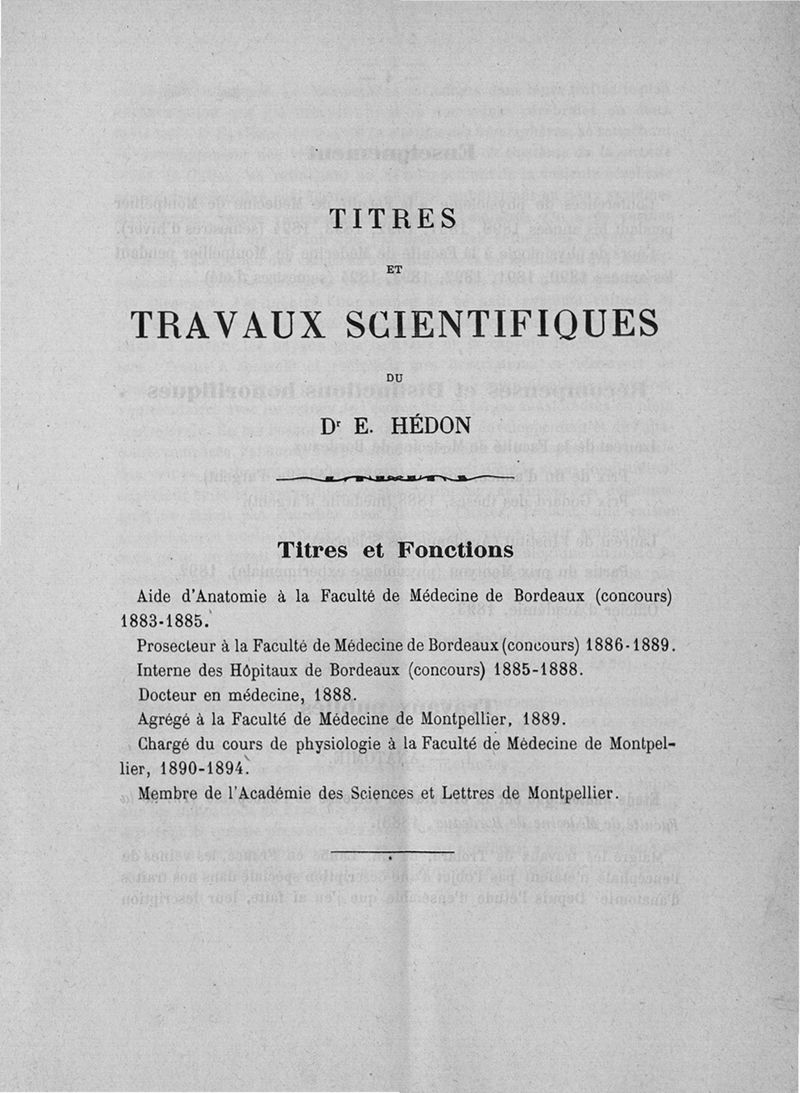 TITRES
ET
TRAVAUX SCIENTIFIQUES
DU
Dr E. HÉDON
Titres et Fonctions
Aide d'Anatomie à la Faculté de Médecine de Bordeaux (concours)
1883-1885.
Prosecteur à la Faculté de Médecine de Bordeaux (concours) 1886-1889.
Interne des Hôpitaux de Bordeaux (concours) 1885-1888.
Docteur en médecine, 1888.
Agrégé à la Faculté de Médecine de Montpellier, 1889.
Chargé du cours de physiologie à la Faculté de Médecine de Montpel-
lier, 1890-1894.
Membre de l'Académie des Sciences et Lettres de Montpellier.